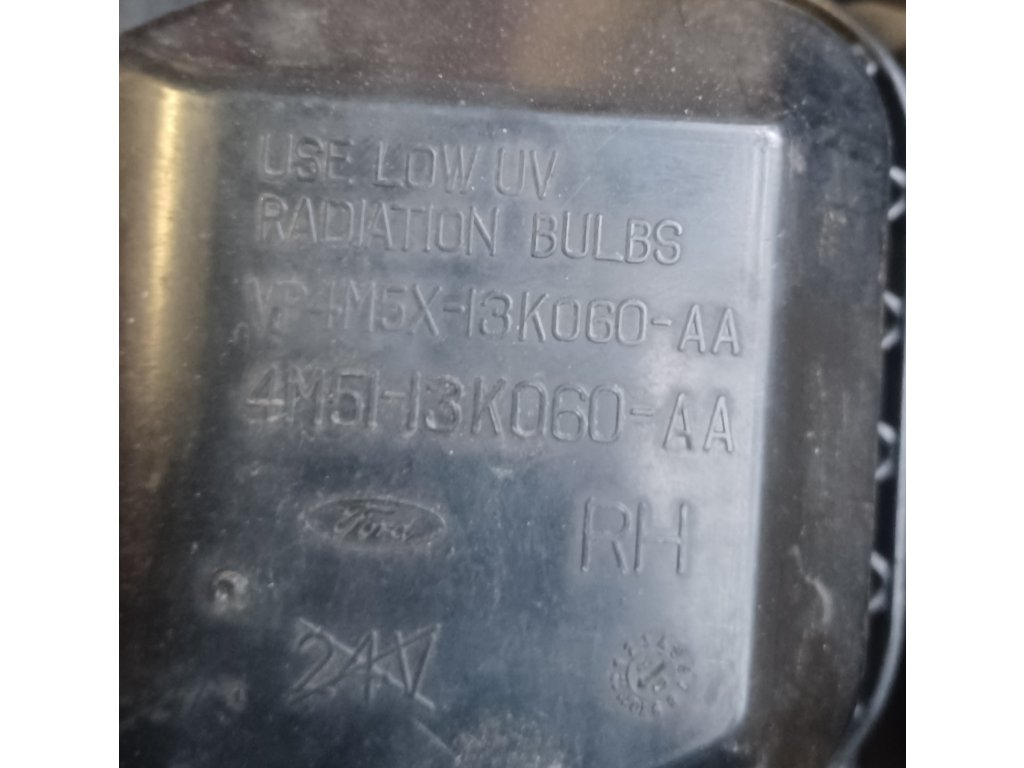 USE LOW UV
RADIATION BULBS
VP4M5X-13K060-AA
4M51-13K060-AA
Ford
RH